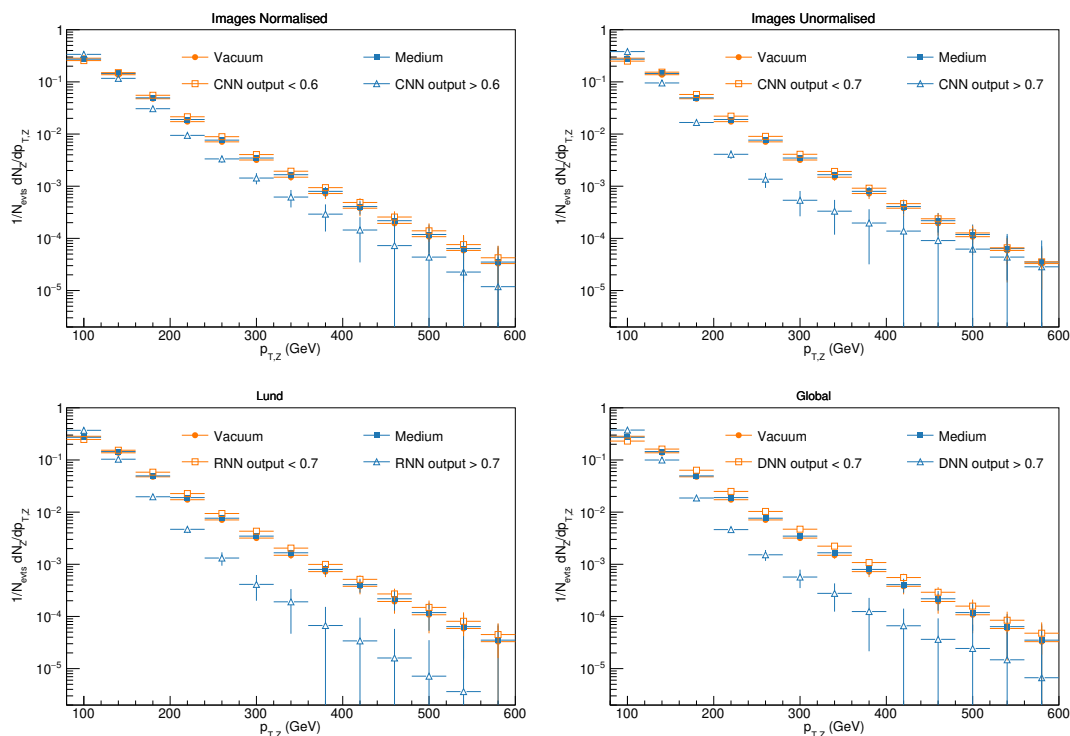 Images Normalised
1
10⁻¹
10⁻²
10⁻³
10⁻⁴
10⁻⁵
1/N_evts dN_Z/dp_T,Z
Vacuum
Medium
CNN output < 0.6
CNN output > 0.6
100 200 300 400 500 600
p_T,Z (GeV)
Images Unormalised
1
10⁻¹
10⁻²
10⁻³
10⁻⁴
10⁻⁵
1/N_evts dN_Z/dp_T,Z
Vacuum
Medium
CNN output < 0.7
CNN output > 0.7
100 200 300 400 500 600
p_T,Z (GeV)
Lund
1
10⁻¹
10⁻²
10⁻³
10⁻⁴
10⁻⁵
1/N_evts dN_Z/dp_T,Z
Vacuum
Medium
RNN output < 0.7
RNN output > 0.7
100 200 300 400 500 600
p_T,Z (GeV)
Global
1
10⁻¹
10⁻²
10⁻³
10⁻⁴
10⁻⁵
1/N_evts dN_Z/dp_T,Z
Vacuum
Medium
DNN output < 0.7
DNN output > 0.7
100 200 300 400 500 600
p_T,Z (GeV)